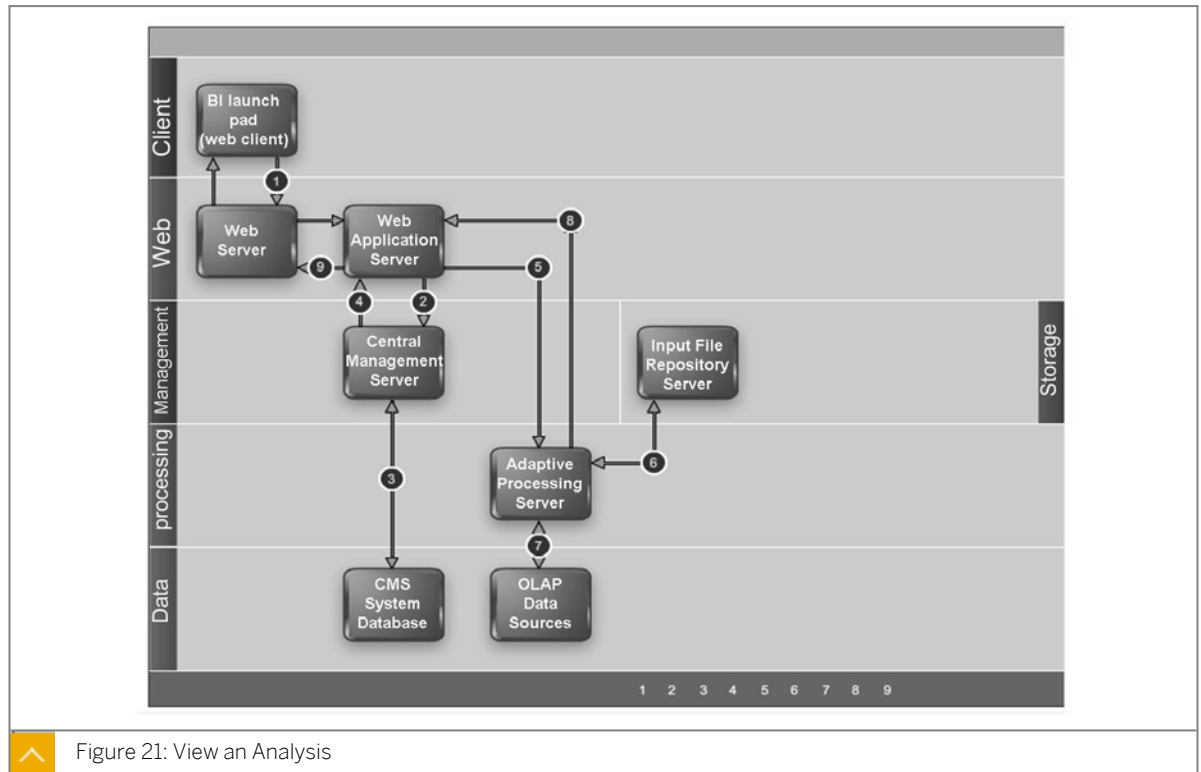 Client
BI launch
pad
(web client)
1
Web
Web
Server
Web
Application
Server
8
9
5
4
2
Management
Central
Management
Server
Input File
Repository
Server
Storage
processing
3
Adaptive
Processing
Server
6
7
Data
CMS
System
Database
OLAP
Data
Sources
1 2 3 4 5 6 7 8 9
Figure 21: View an Analysis